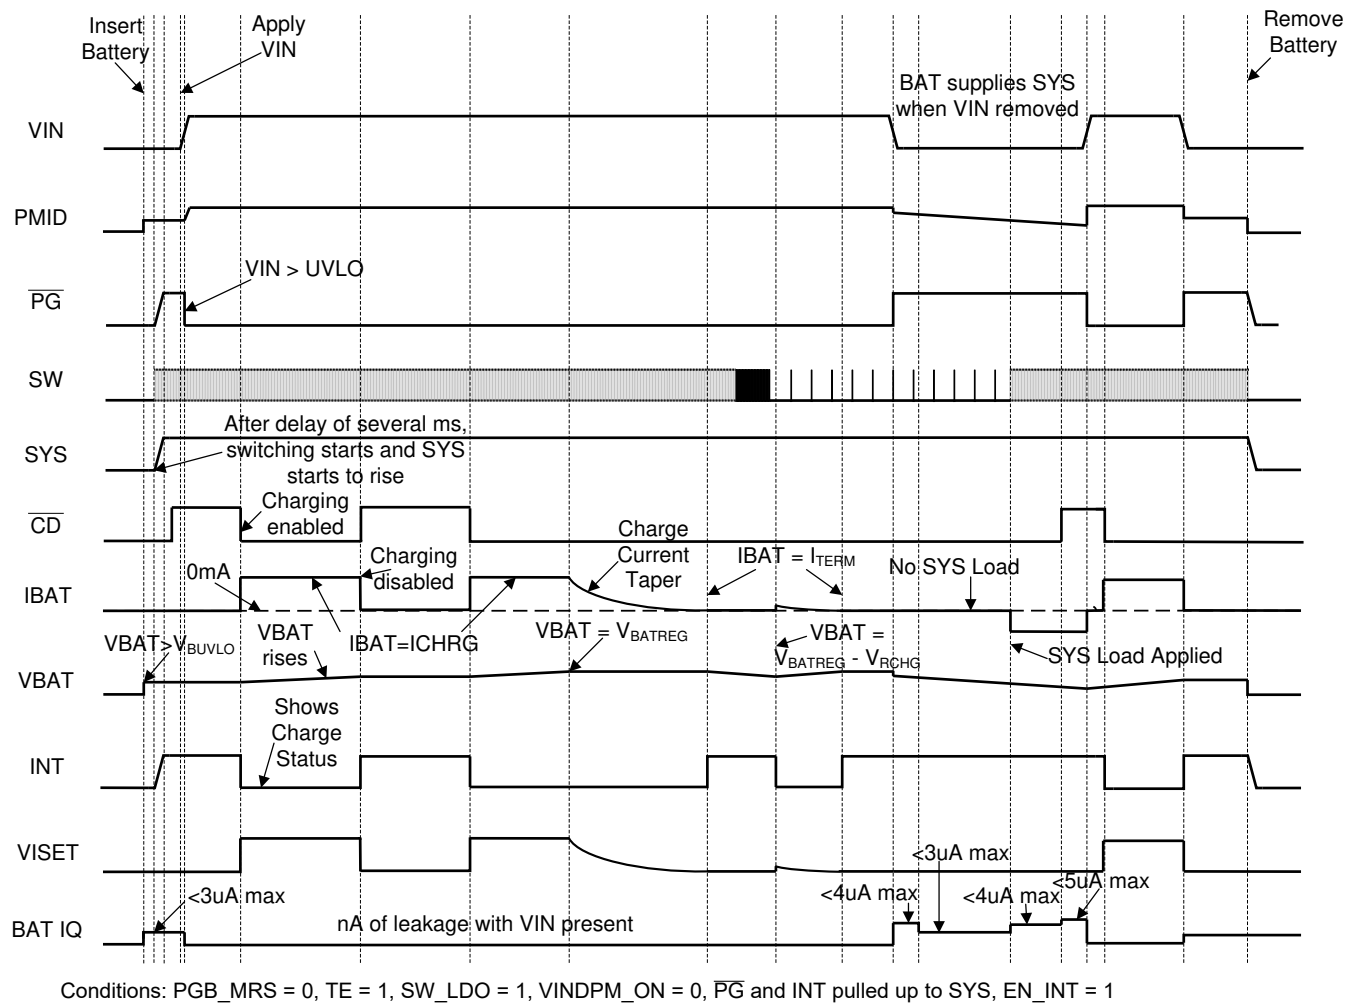 Insert
Battery
Apply
VIN
Remove
Battery
BAT supplies SYS
when VIN removed
VIN
PMID
VIN > UVLO
PG
SW
After delay of several ms,
switching starts and SYS
starts to rise
SYS
Charging
enabled
CD
Charge
Current
Taper
Charging
disabled
IBAT = ITERM
No SYS Load
0mA
IBAT
VBAT>VBUVLO
VBAT
rises
IBAT=ICHRG
VBAT = VBATREG
VBAT =
VBATREG - VRCHG
SYS Load Applied
VBAT
Shows
Charge
Status
INT
VISET
<3uA max
<4uA max
<3uA max
<4uA max
<5uA max
BAT IQ
nA of leakage with VIN present
Conditions: PGB_MRS = 0, TE = 1, SW_LDO = 1, VINDPM_ON = 0, PG and INT pulled up to SYS, EN_INT = 1